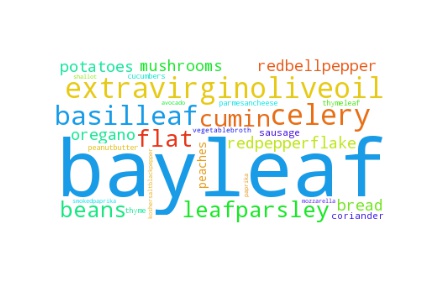 potatoes
mushrooms
redbellpepper
shallot
cucumbers
extravirginoliveoil
avocado
parmesancheese
thymeleaf
basilleaf
cumin
celery
oregano
flat
vegetablebroth
sausage
peanutbutter
redpepperflake
peaches
bayleaf
paprika
smokedpaprika
mozzarella
beans
thyme
leafparsley
bread
coriander